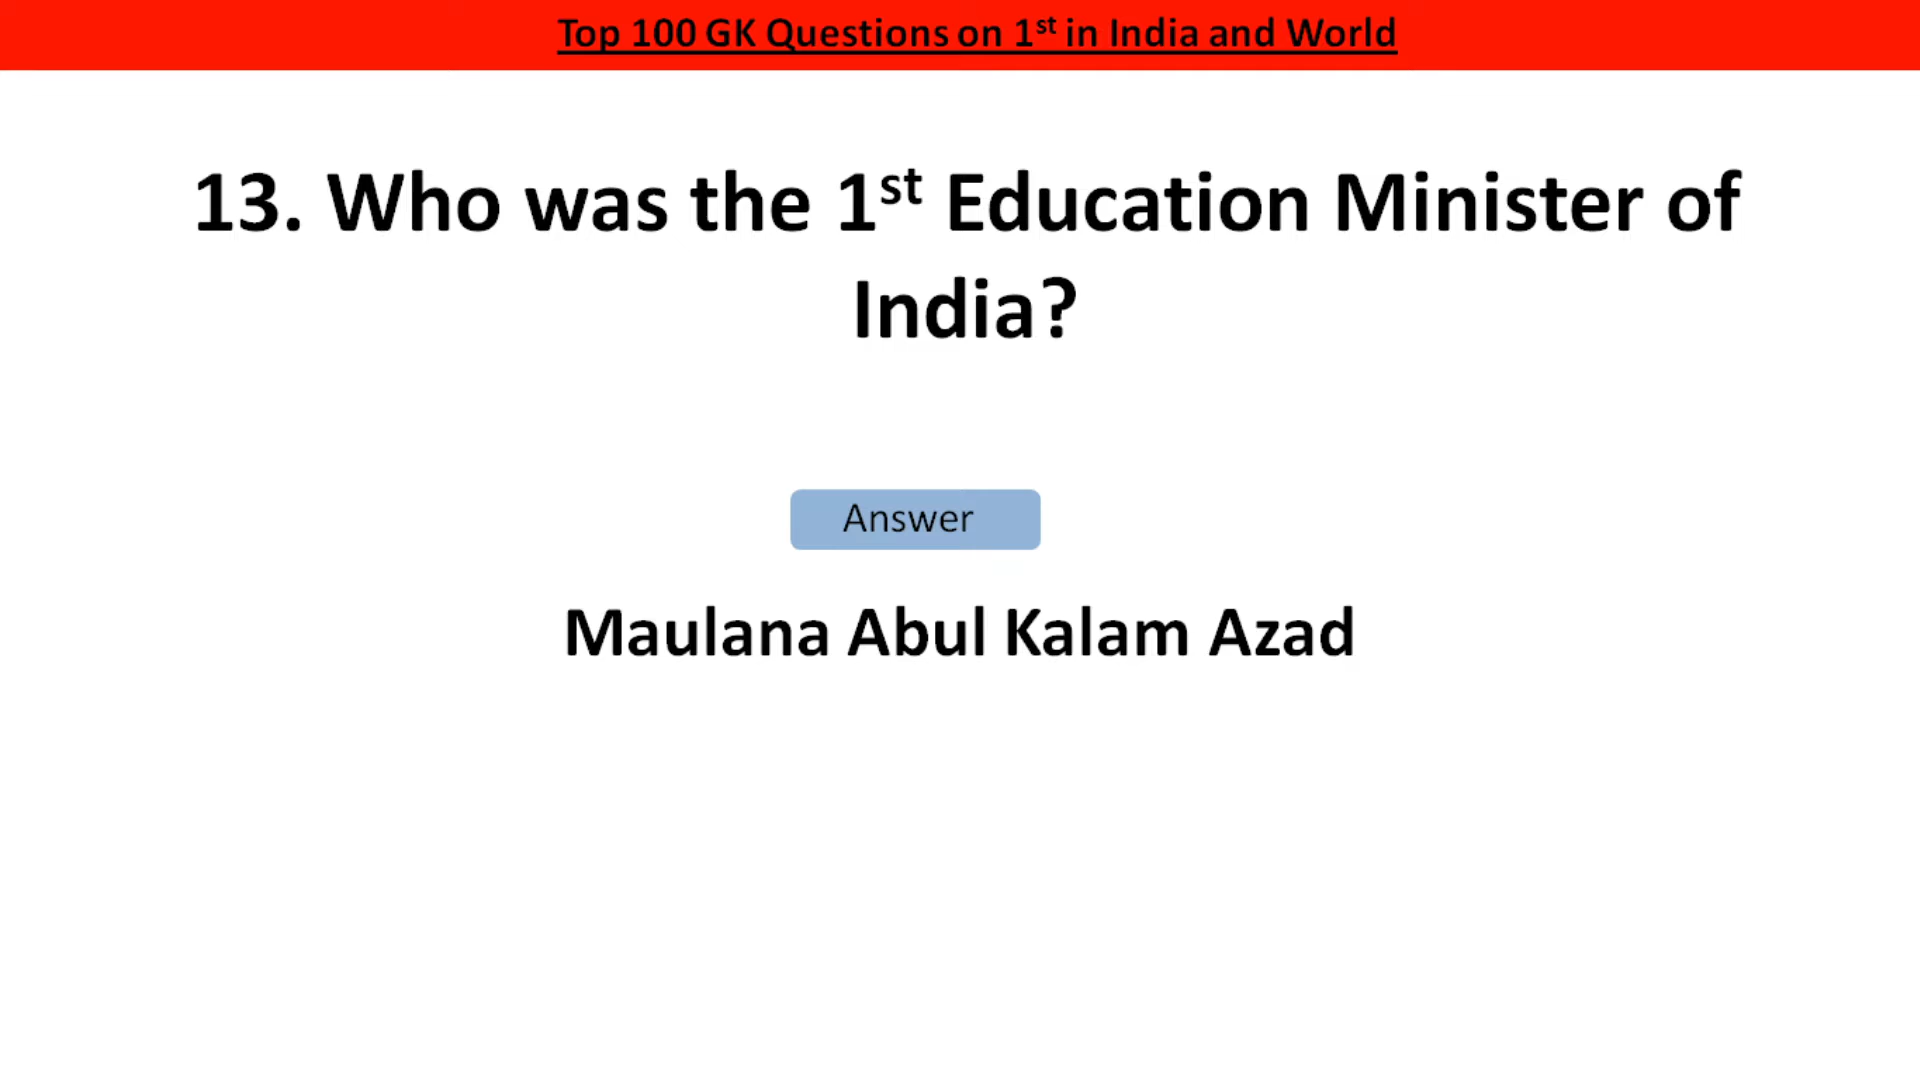 Top 100 GK Questions on 1st in India and World
13. Who was the 1st Education Minister of
India?
Answer
Maulana Abul Kalam Azad